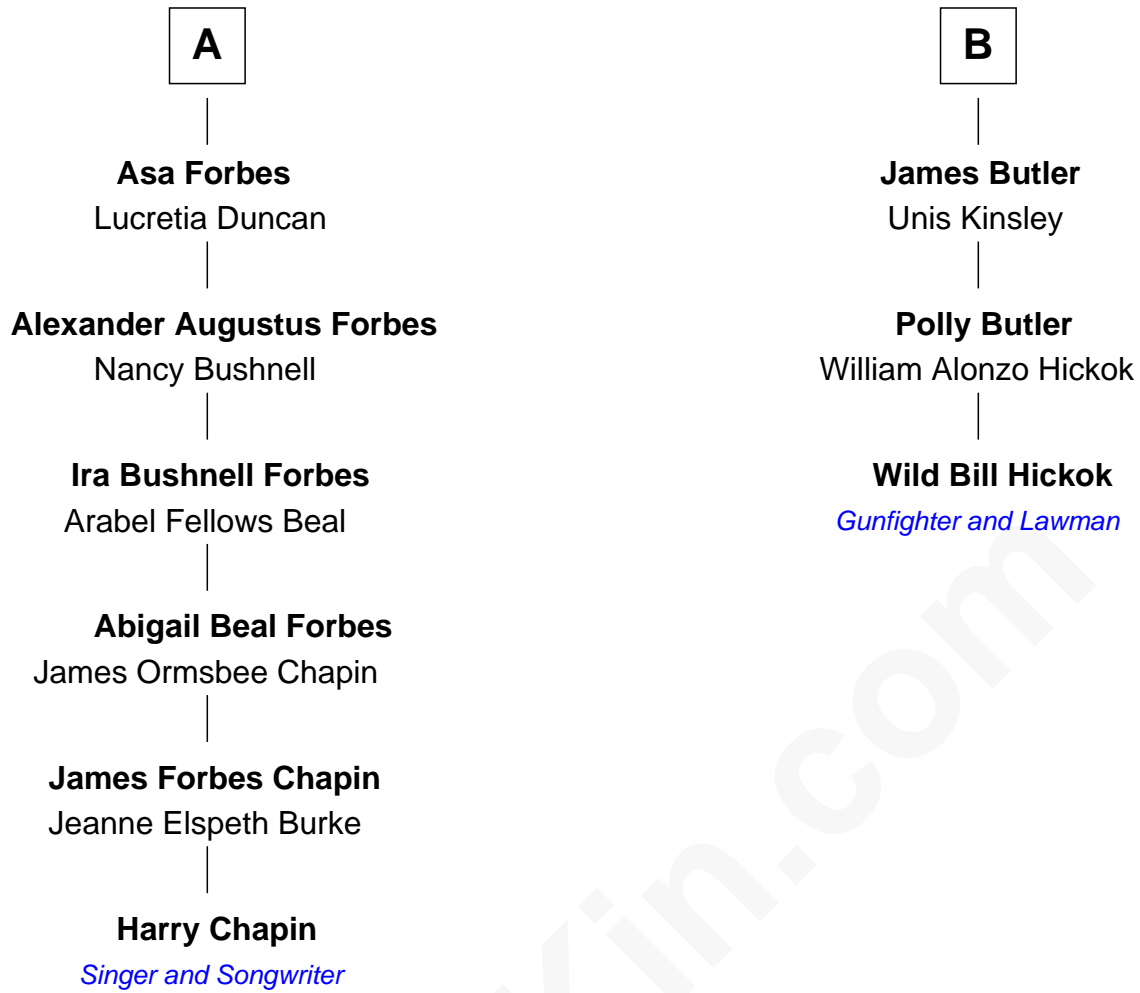 A
Asa Forbes
Lucretia Duncan
Alexander Augustus Forbes
Nancy Bushnell
Ira Bushnell Forbes
Arabel Fellows Beal
Abigail Beal Forbes
James Ormsbee Chapin
James Forbes Chapin
Jeanne Elspeth Burke
Harry Chapin
Singer and Songwriter
B
James Butler
Unis Kinsley
Polly Butler
William Alonzo Hickok
Wild Bill Hickok
Gunfighter and Lawman
Kin.com